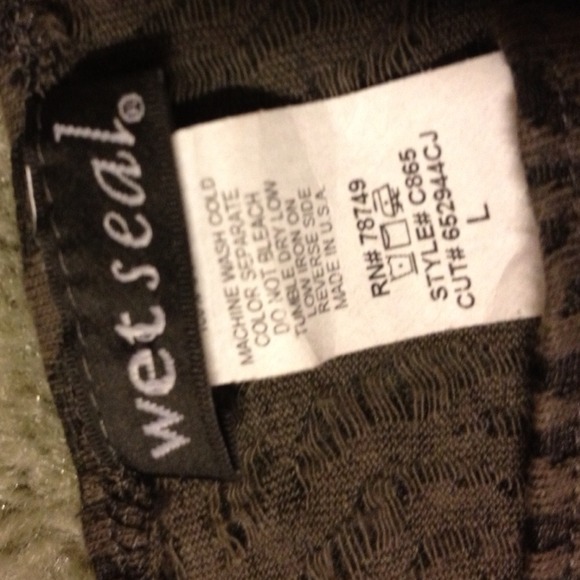 wet seal®
MACHINE WASH COLD
COLOR SEPARATE
DO NOT BLEACH
TUMBLE DRY LOW
LOW IRON ON
REVERSE SIDE
MADE IN U.S.A.
RN# 78749
STYLE# C865
CUT# 652944CJ
L